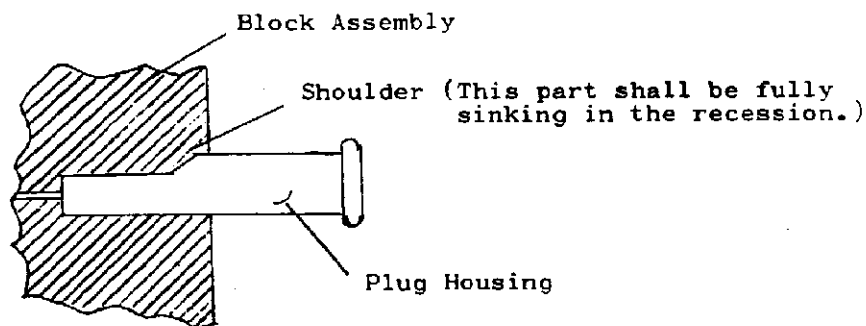 Block Assembly
Shoulder (This part shall be fully
sinking in the recession.)
Plug Housing